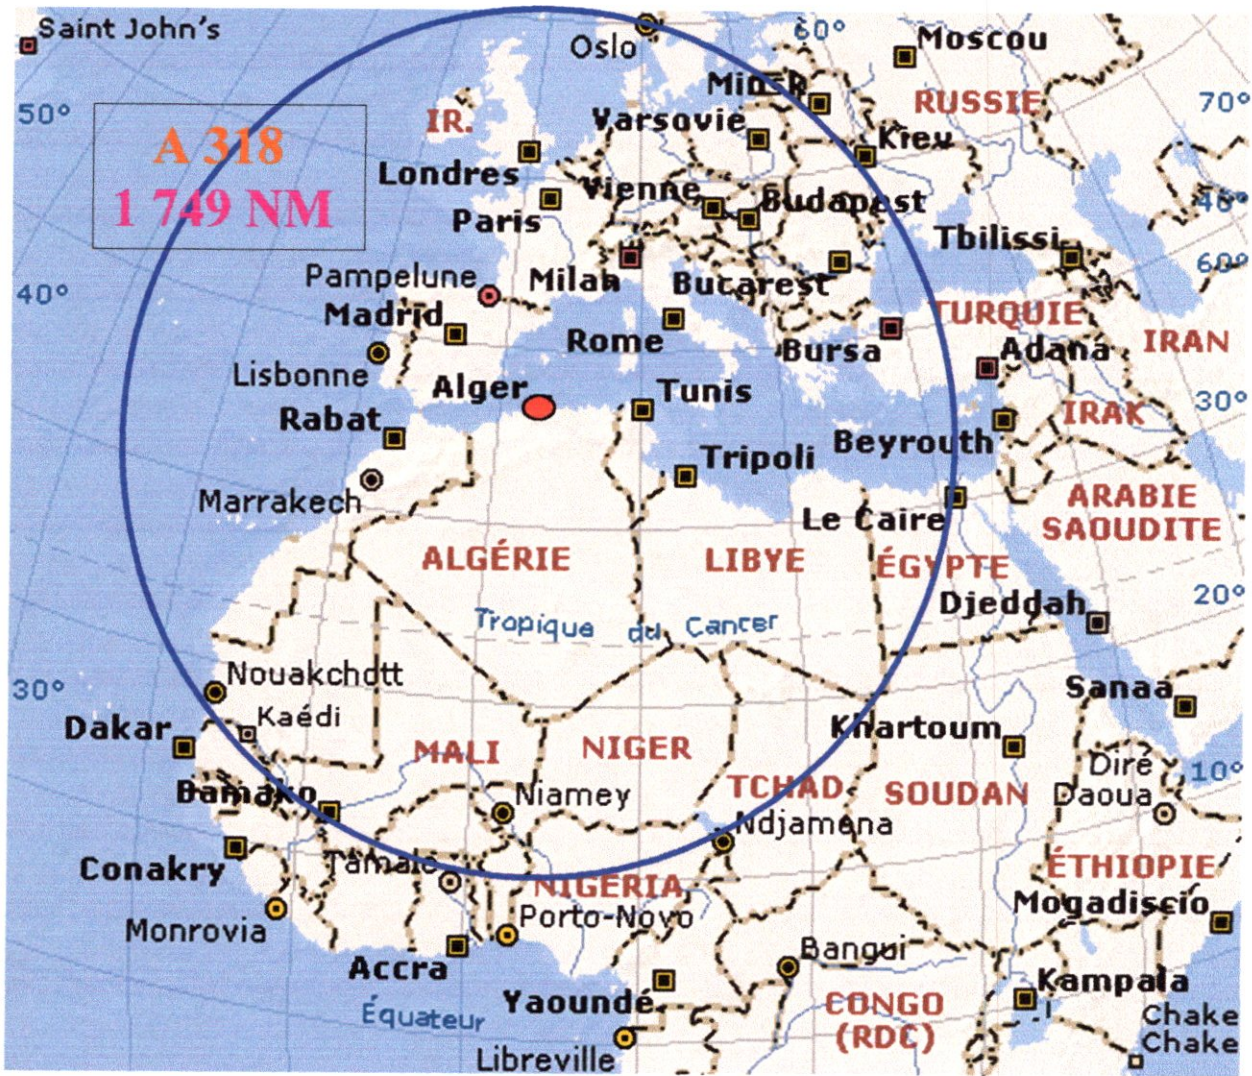 Saint John's
Oslo
60°
Moscou
50°
A 318
1 749 NM
IR.
Varsovie
RUSSIE
70°
Kiev
Londres
Vienne
Budapest
40°
Paris
Tbilissi
60°
Pampelune
Milan
Bucarest
40°
Madrid
Rome
TURQUIE
IRAN
Bursa
Adana
Lisbonne
Alger
Tunis
30°
Rabat
IRAK
Beyrouth
Tripoli
Marrakech
Le Caire
ARABIE
SAOUDITE
ALGÉRIE
LIBYE
ÉGYPTE
20°
Djeddah
Tropique du Cancer
Nouakchott
30°
Sanaa
Kaédi
Dakar
Khartoum
MALI
NIGER
Dire
10°
Daoua
TCHAD
SOUDAN
Bamako
Niamey
Ndjamena
Conakry
Tamale
ÉTHIOPIE
NIGERIA
Mogadiscio
Porto-Novo
Monrovia
Bangui
Accra
Kampala
Yaoundé
CONGO
(RDC)
Équateur
Chake
Chake
Libreville